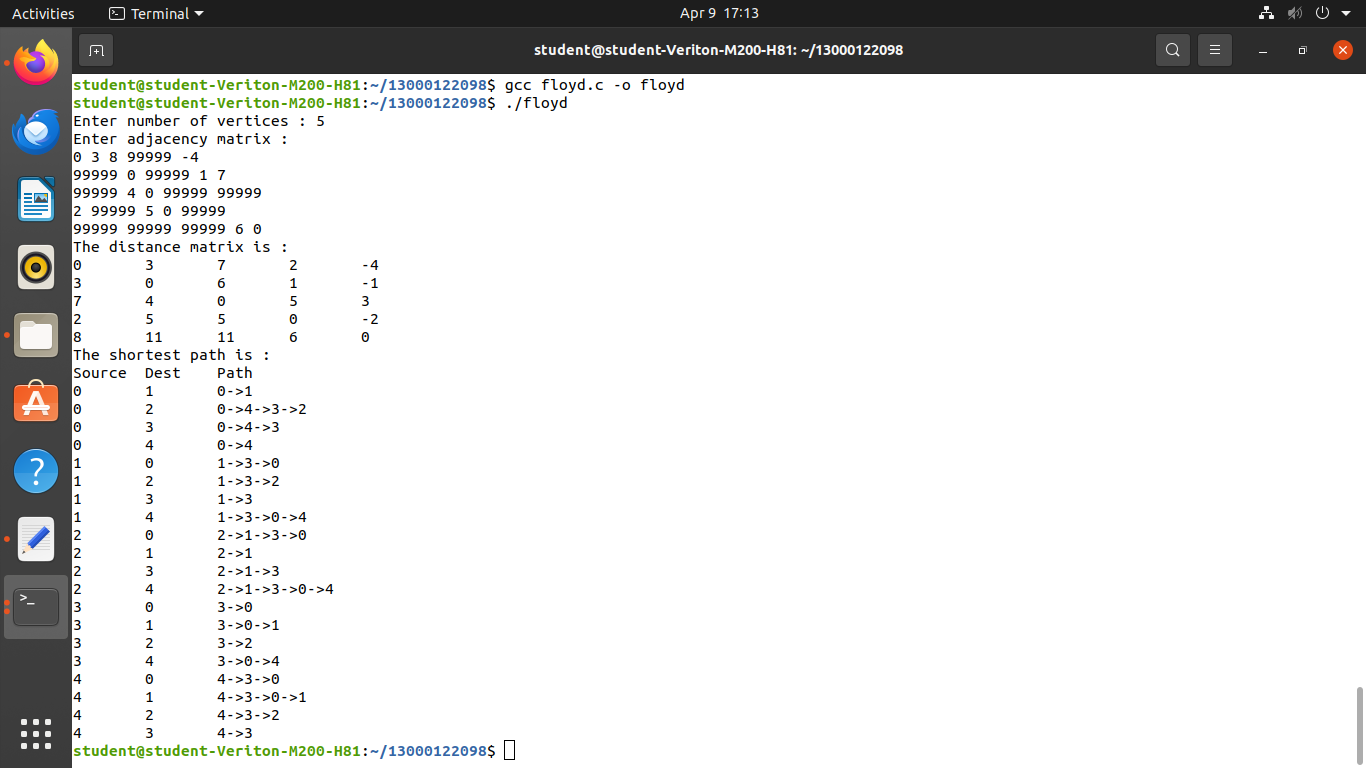 Activities Terminal Apr 9 17:13
student@student-Veriton-M200-H81: ~/13000122098
student@student-Veriton-M200-H81:~/13000122098$ gcc floyd.c -o floyd
student@student-Veriton-M200-H81:~/13000122098$ ./floyd
Enter number of vertices : 5
Enter adjacency matrix :
0 3 8 99999 -4
99999 0 99999 1 7
99999 4 0 99999 99999
2 99999 5 0 99999
99999 99999 99999 6 0
The distance matrix is :
0 3 7 2 -4
3 0 6 1 -1
7 4 0 5 3
2 5 5 0 -2
8 11 11 6 0
The shortest path is :
Source Dest Path
0 1 0->1
0 2 0->4->3->2
0 3 0->4->3
0 4 0->4
1 0 1->3->0
1 2 1->3->2
1 3 1->3
1 4 1->3->0->4
2 0 2->1->3->0
2 1 2->1
2 3 2->1->3
2 4 2->1->3->0->4
3 0 3->0
3 1 3->0->1
3 2 3->2
3 4 3->0->4
4 0 4->3->0
4 1 4->3->0->1
4 2 4->3->2
4 3 4->3
student@student-Veriton-M200-H81:~/13000122098$